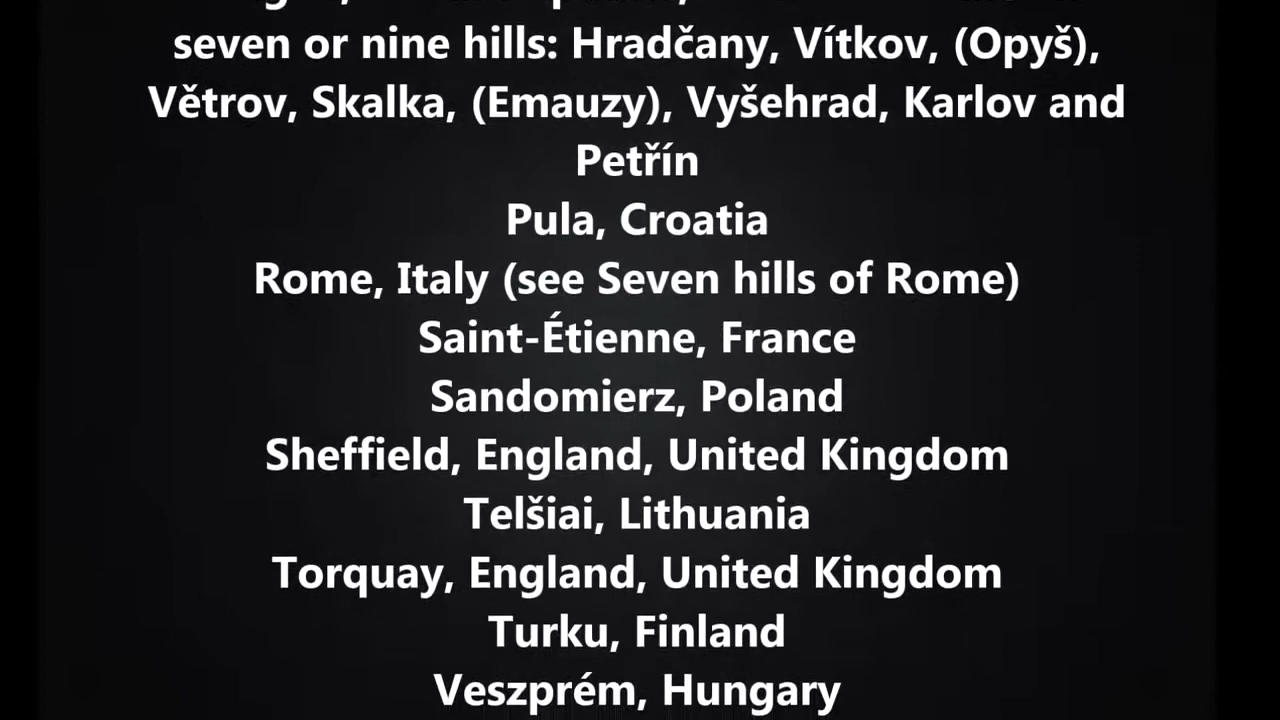 seven or nine hills: Hradčany, Vítkov, (Opyš),
Větrov, Skalka, (Emauzy), Vyšehrad, Karlov and
Petřín
Pula, Croatia
Rome, Italy (see Seven hills of Rome)
Saint-Étienne, France
Sandomierz, Poland
Sheffield, England, United Kingdom
Telšiai, Lithuania
Torquay, England, United Kingdom
Turku, Finland
Veszprém, Hungary